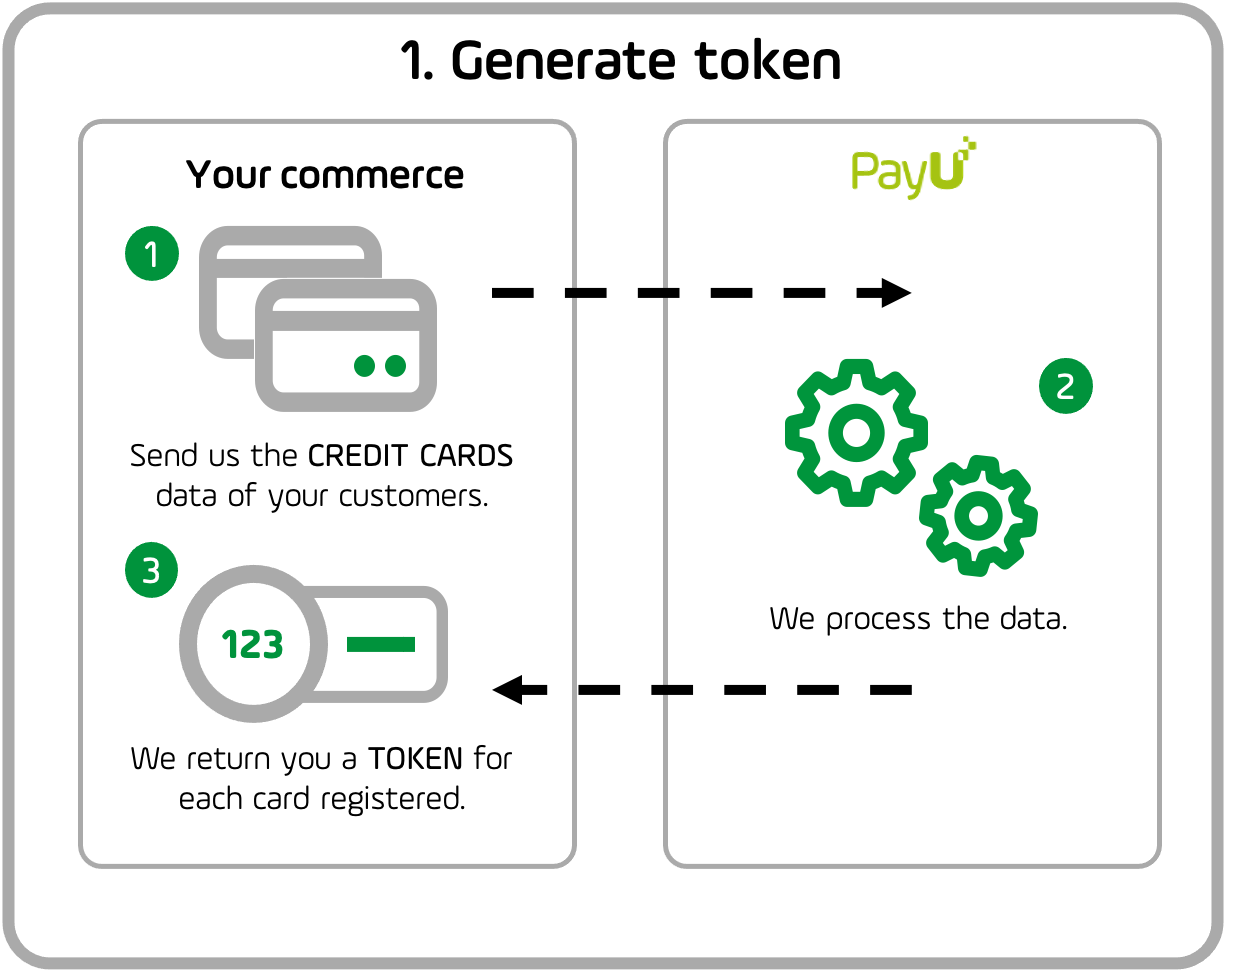 1. Generate token
Your commerce
1
Send us the CREDIT CARDS
data of your customers.
3
123
We return you a TOKEN for
each card registered.
PayU
2
We process the data.